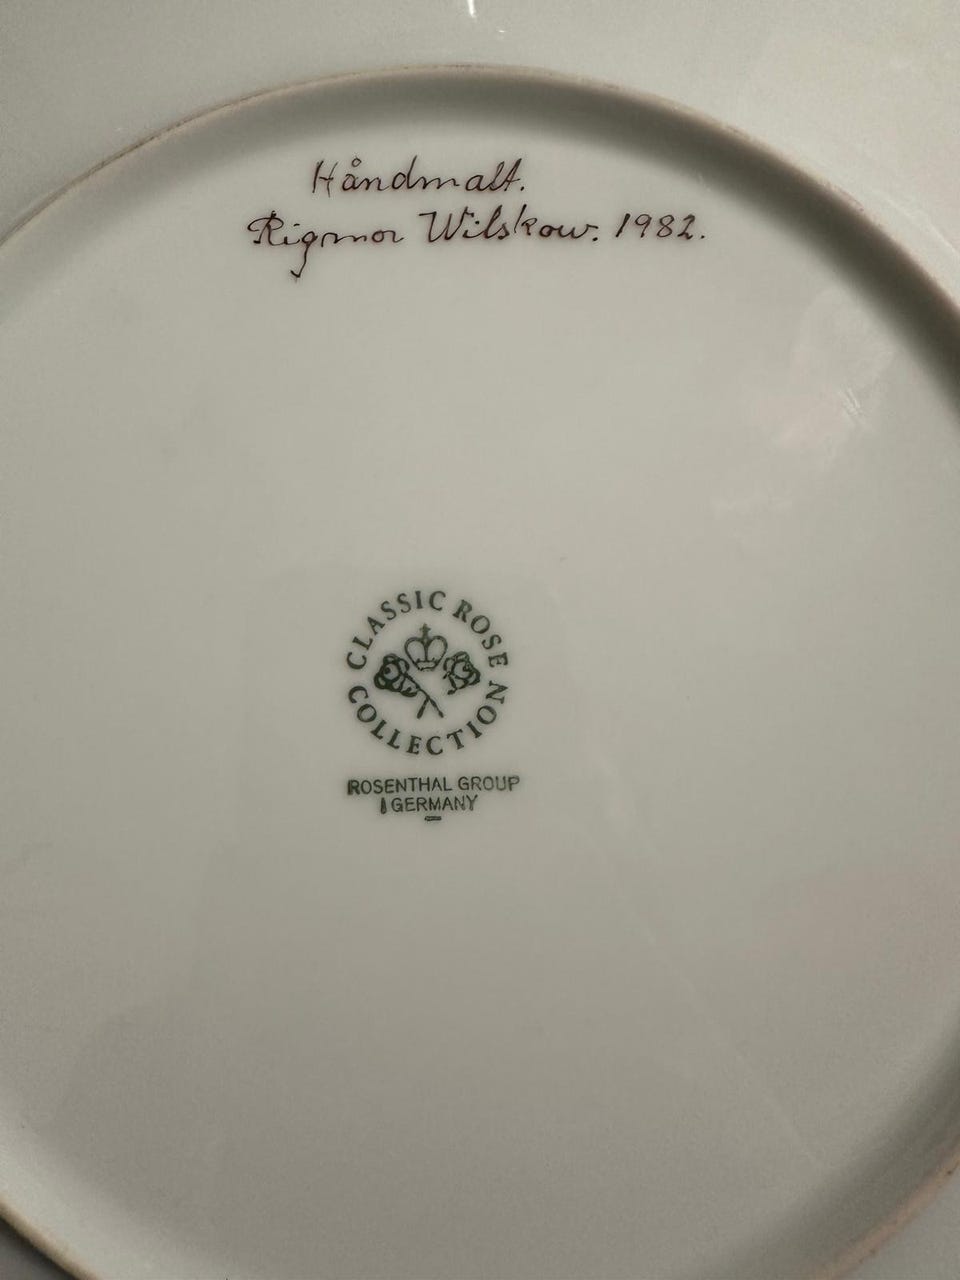 Håndmalt.
Rigmor Wilskow. 1982.
CLASSIC ROSE
COLLECTION
ROSENTHAL GROUP
GERMANY